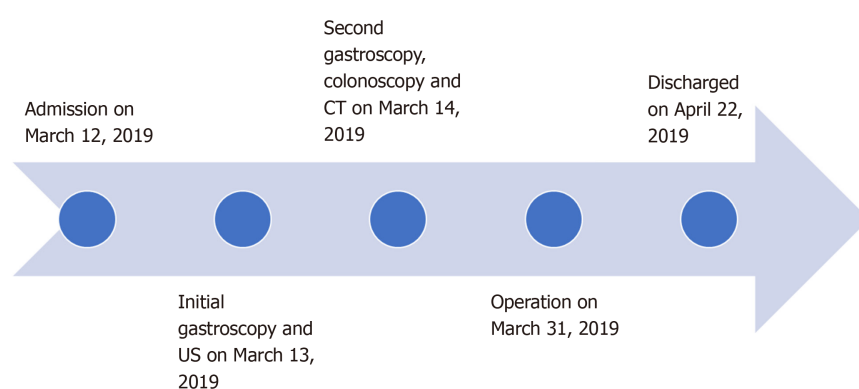 Admission on
March 12, 2019
Initial
gastroscopy and
US on March 13,
2019
Second
gastroscopy,
colonoscopy and
CT on March 14,
2019
Operation on
March 31, 2019
Discharged
on April 22,
2019